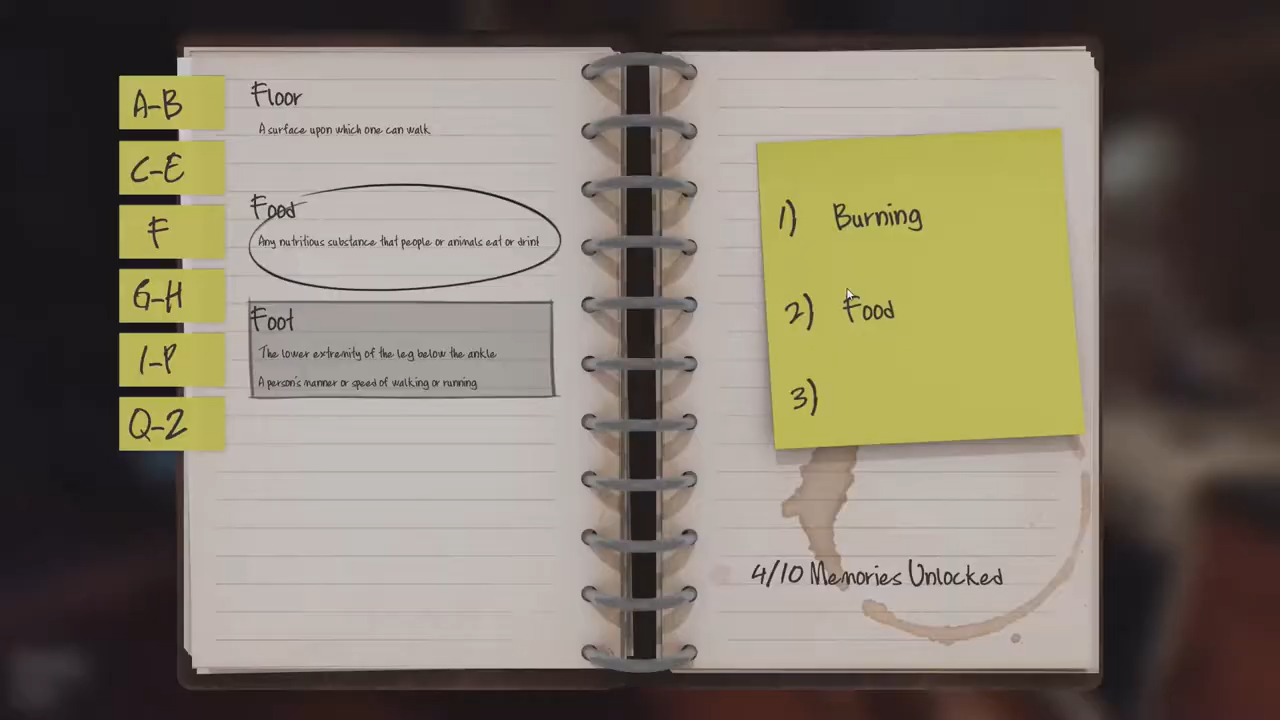 A-B
C-E
F
G-H
I-P
Q-Z
Floor
A surface upon which one can walk
Food
Any nutritious substance that people or animals eat or drink
Foot
The lower extremity of the leg below the ankle
A person's manner or speed of walking or running
1) Burning
2) Food
3)
4/10 Memories Unlocked